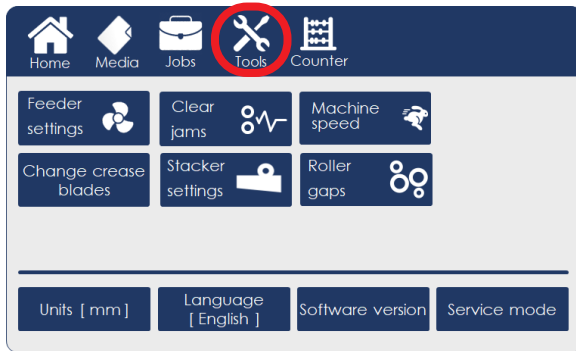 Home Media Jobs Tools Counter
Feeder
settings
Clear
jams
Machine
speed
Change crease
blades
Stacker
settings
Roller
gaps
Units [ mm ]
Language
[ English ]
Software version
Service mode